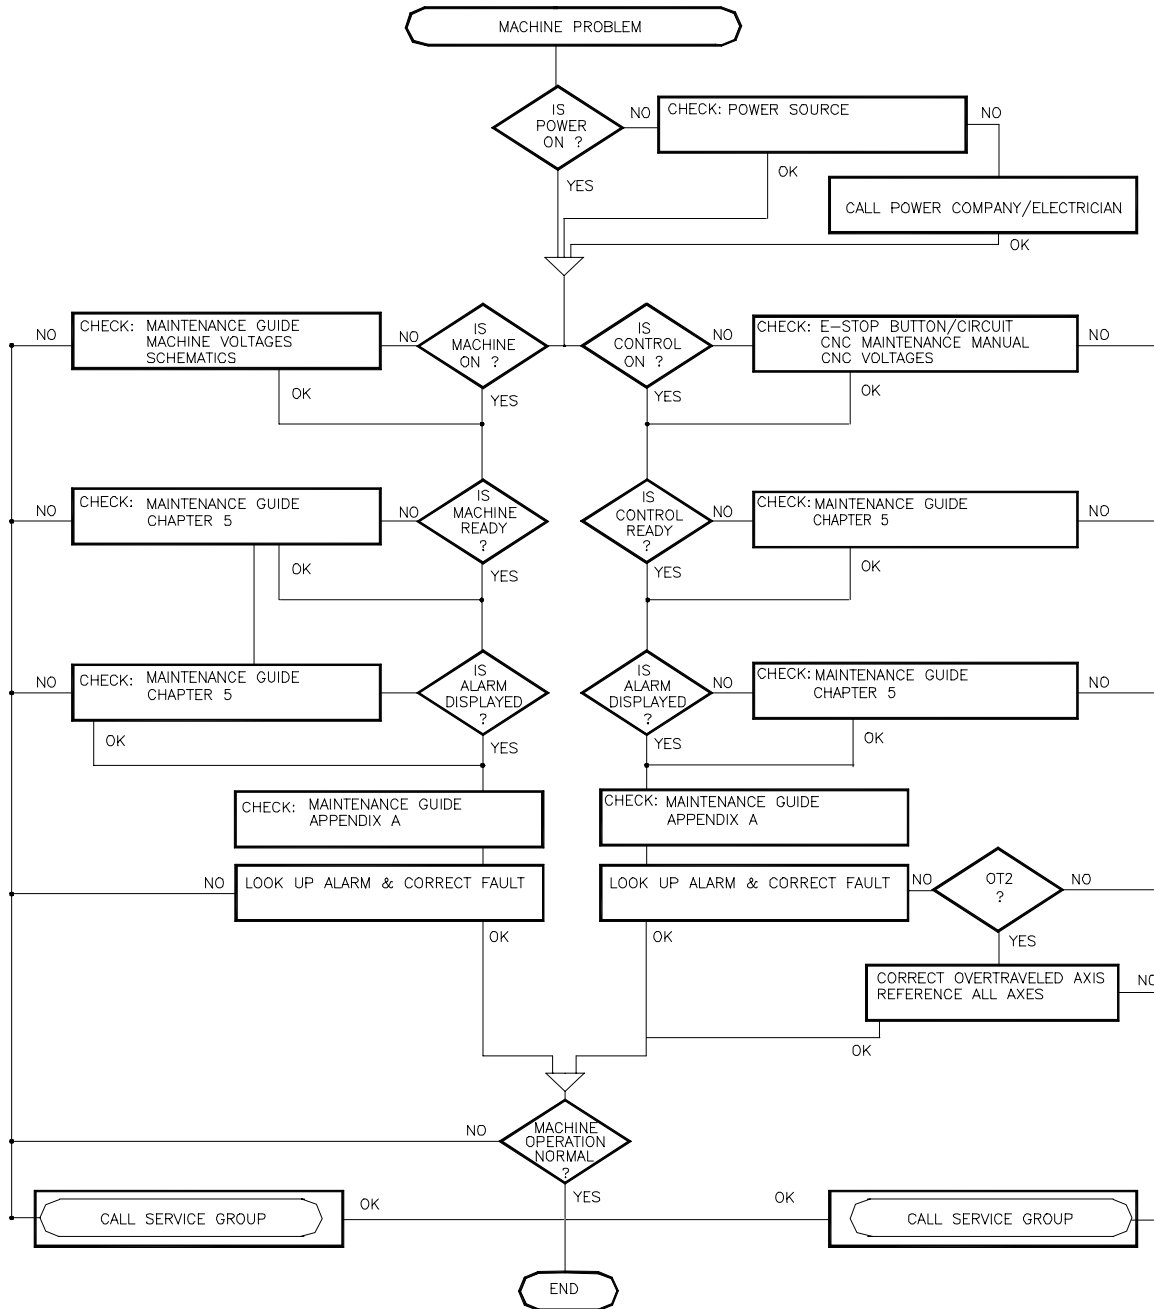 MACHINE PROBLEM
IS
POWER
ON ?
NO
CHECK: POWER SOURCE
NO
YES
OK
CALL POWER COMPANY/ELECTRICIAN
OK
NO
CHECK: MAINTENANCE GUIDE
MACHINE VOLTAGES
SCHEMATICS
NO
IS
MACHINE
ON ?
IS
CONTROL
ON ?
NO
CHECK: E-STOP BUTTON/CIRCUIT
CNC MAINTENANCE MANUAL
CNC VOLTAGES
NO
OK
YES
YES
OK
NO
CHECK: MAINTENANCE GUIDE
CHAPTER 5
NO
IS
MACHINE
READY
?
IS
CONTROL
READY
?
NO
CHECK: MAINTENANCE GUIDE
CHAPTER 5
NO
OK
YES
YES
OK
NO
CHECK: MAINTENANCE GUIDE
CHAPTER 5
IS
ALARM
DISPLAYED
?
IS
ALARM
DISPLAYED
?
NO
CHECK: MAINTENANCE GUIDE
CHAPTER 5
NO
OK
YES
YES
OK
CHECK: MAINTENANCE GUIDE
APPENDIX A
CHECK: MAINTENANCE GUIDE
APPENDIX A
NO
LOOK UP ALARM & CORRECT FAULT
LOOK UP ALARM & CORRECT FAULT
NO
OT2
?
NO
OK
OK
YES
CORRECT OVERTRAVELED AXIS
REFERENCE ALL AXES
NO
OK
NO
MACHINE
OPERATION
NORMAL
?
YES
CALL SERVICE GROUP
OK
OK
CALL SERVICE GROUP
END